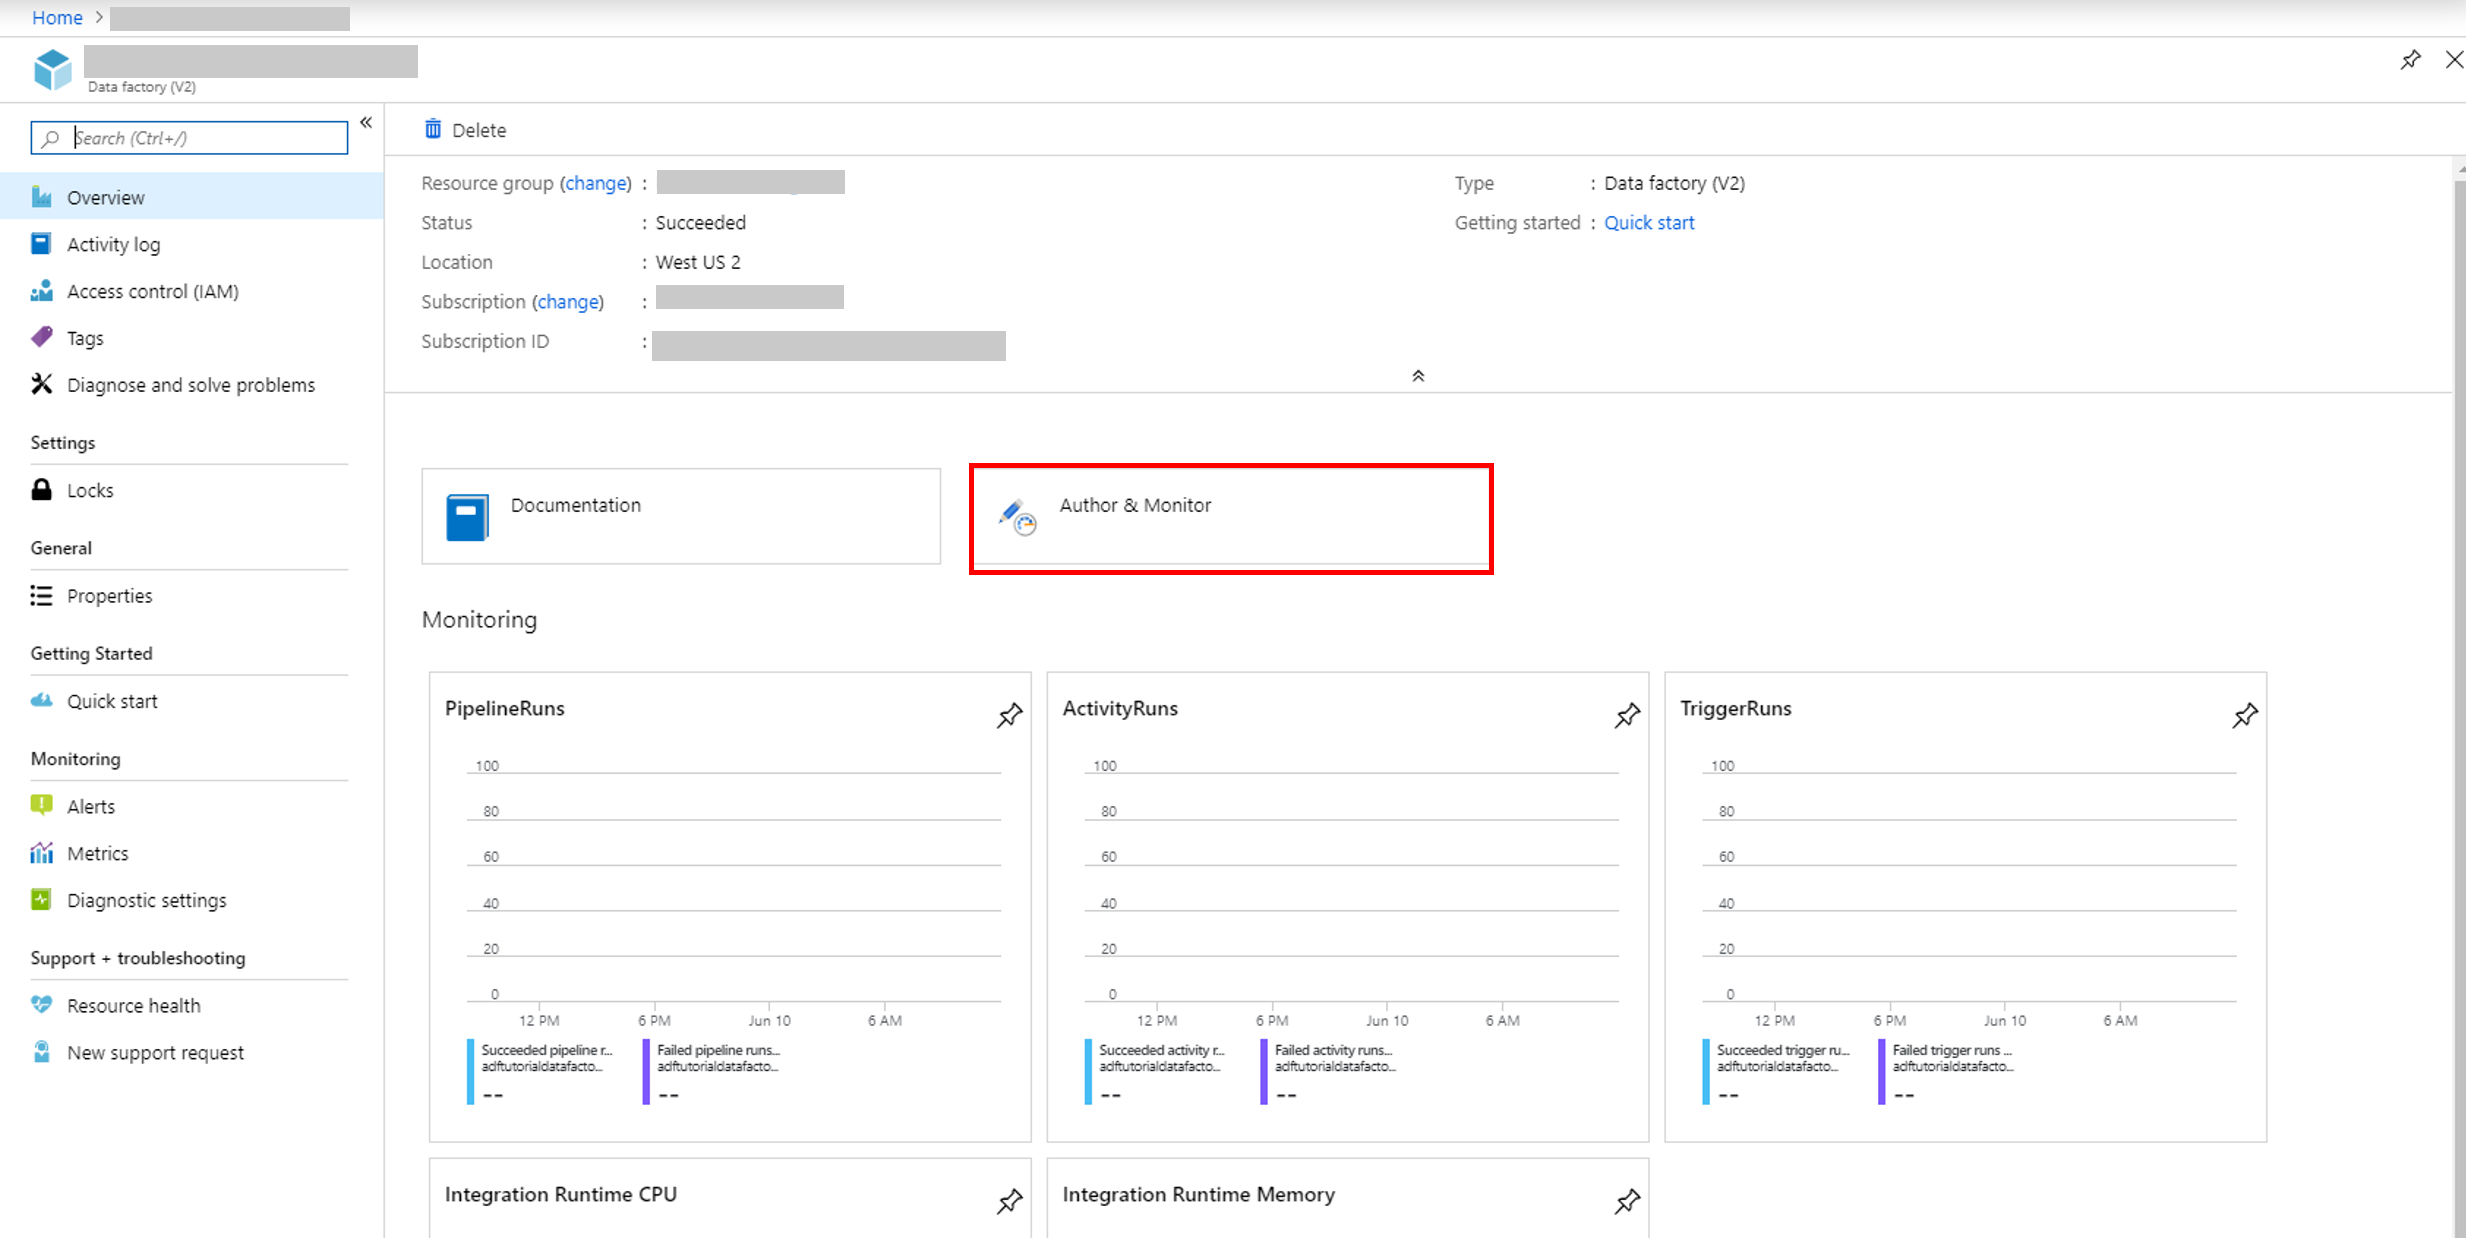 Home >
Data factory (V2)
Search (Ctrl+/)
«
Overview
Activity log
Access control (IAM)
Tags
Diagnose and solve problems
Settings
Locks
General
Properties
Getting Started
Quick start
Monitoring
Alerts
Metrics
Diagnostic settings
Support + troubleshooting
Resource health
New support request
Delete
Resource group (change) :
Status : Succeeded
Location : West US 2
Subscription (change) :
Subscription ID :
Type : Data factory (V2)
Getting started : Quick start
Documentation
Author & Monitor
Monitoring
PipelineRuns
100
80
60
40
20
0
12 PM 6 PM Jun 10 6 AM
Succeeded pipeline r...
adftutorialdatafacto...
--
Failed pipeline runs...
adftutorialdatafacto...
--
ActivityRuns
100
80
60
40
20
0
12 PM 6 PM Jun 10 6 AM
Succeeded activity r...
adftutorialdatafacto...
--
Failed activity runs...
adftutorialdatafacto...
--
TriggerRuns
100
80
60
40
20
0
12 PM 6 PM Jun 10 6 AM
Succeeded trigger ru...
adftutorialdatafacto...
--
Failed trigger runs ...
adftutorialdatafacto...
--
Integration Runtime CPU
Integration Runtime Memory